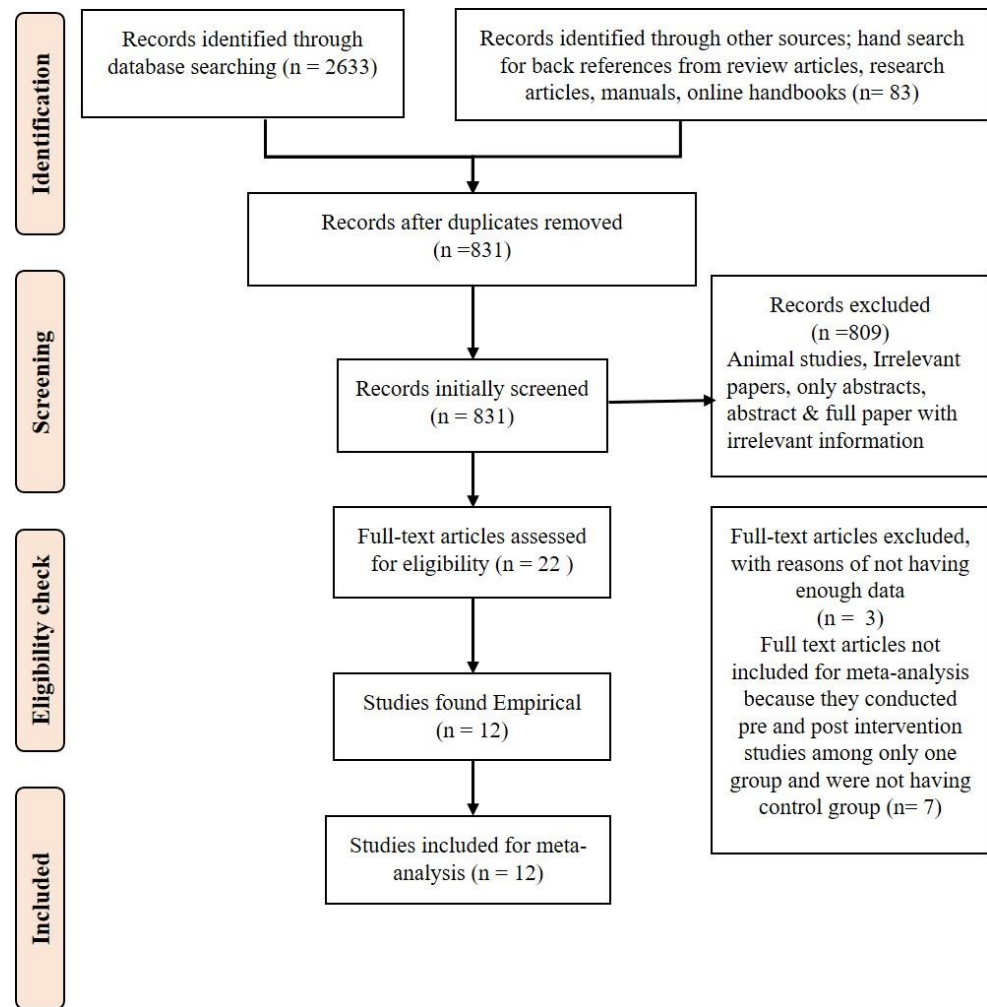 Identification
Records identified through
database searching (n = 2633)
Records identified through other sources; hand search
for back references from review articles, research
articles, manuals, online handbooks (n= 83)
Records after duplicates removed
(n =831)
Screening
Records initially screened
(n = 831)
Records excluded
(n =809)
Animal studies, Irrelevant
papers, only abstracts,
abstract & full paper with
irrelevant information
Eligibility check
Full-text articles assessed
for eligibility (n = 22 )
Full-text articles excluded,
with reasons of not having
enough data
(n = 3)
Full text articles not
included for meta-analysis
because they conducted
pre and post intervention
studies among only one
group and were not having
control group (n= 7)
Studies found Empirical
(n = 12)
Included
Studies included for meta-
analysis (n = 12)